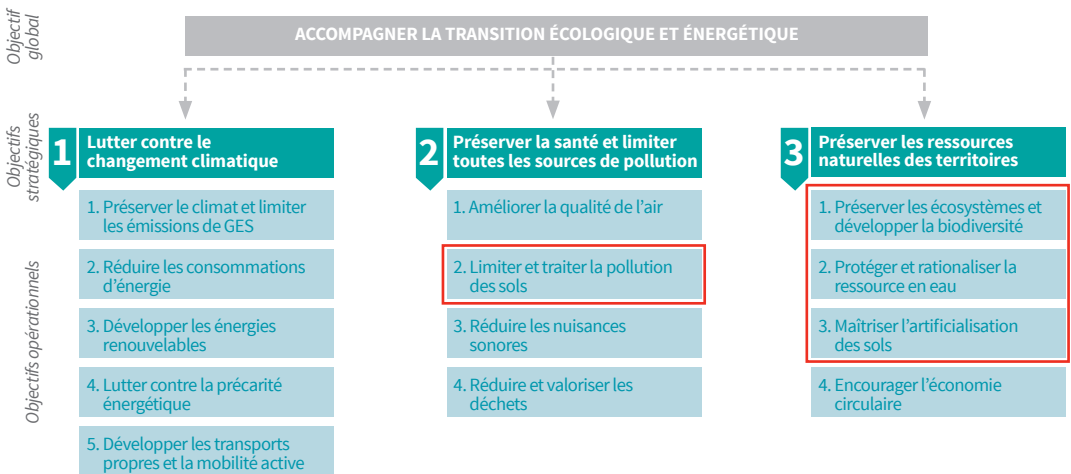 Objectif
global
ACCOMPAGNER LA TRANSITION ÉCOLOGIQUE ET ÉNERGÉTIQUE
Objectifs
stratégiques
1
Lutter contre le
changement climatique
2
Préserver la santé et limiter
toutes les sources de pollution
3
Préserver les ressources
naturelles des territoires
Objectifs opérationnels
1. Préserver le climat et limiter
les émissions de GES
2. Réduire les consommations
d’énergie
3. Développer les énergies
renouvelables
4. Lutter contre la précarité
énergétique
5. Développer les transports
propres et la mobilité active
1. Améliorer la qualité de l’air
2. Limiter et traiter la pollution
des sols
3. Réduire les nuisances
sonores
4. Réduire et valoriser les
déchets
1. Préserver les écosystèmes et
développer la biodiversité
2. Protéger et rationaliser la
ressource en eau
3. Maîtriser l’artificialisation
des sols
4. Encourager l’économie
circulaire